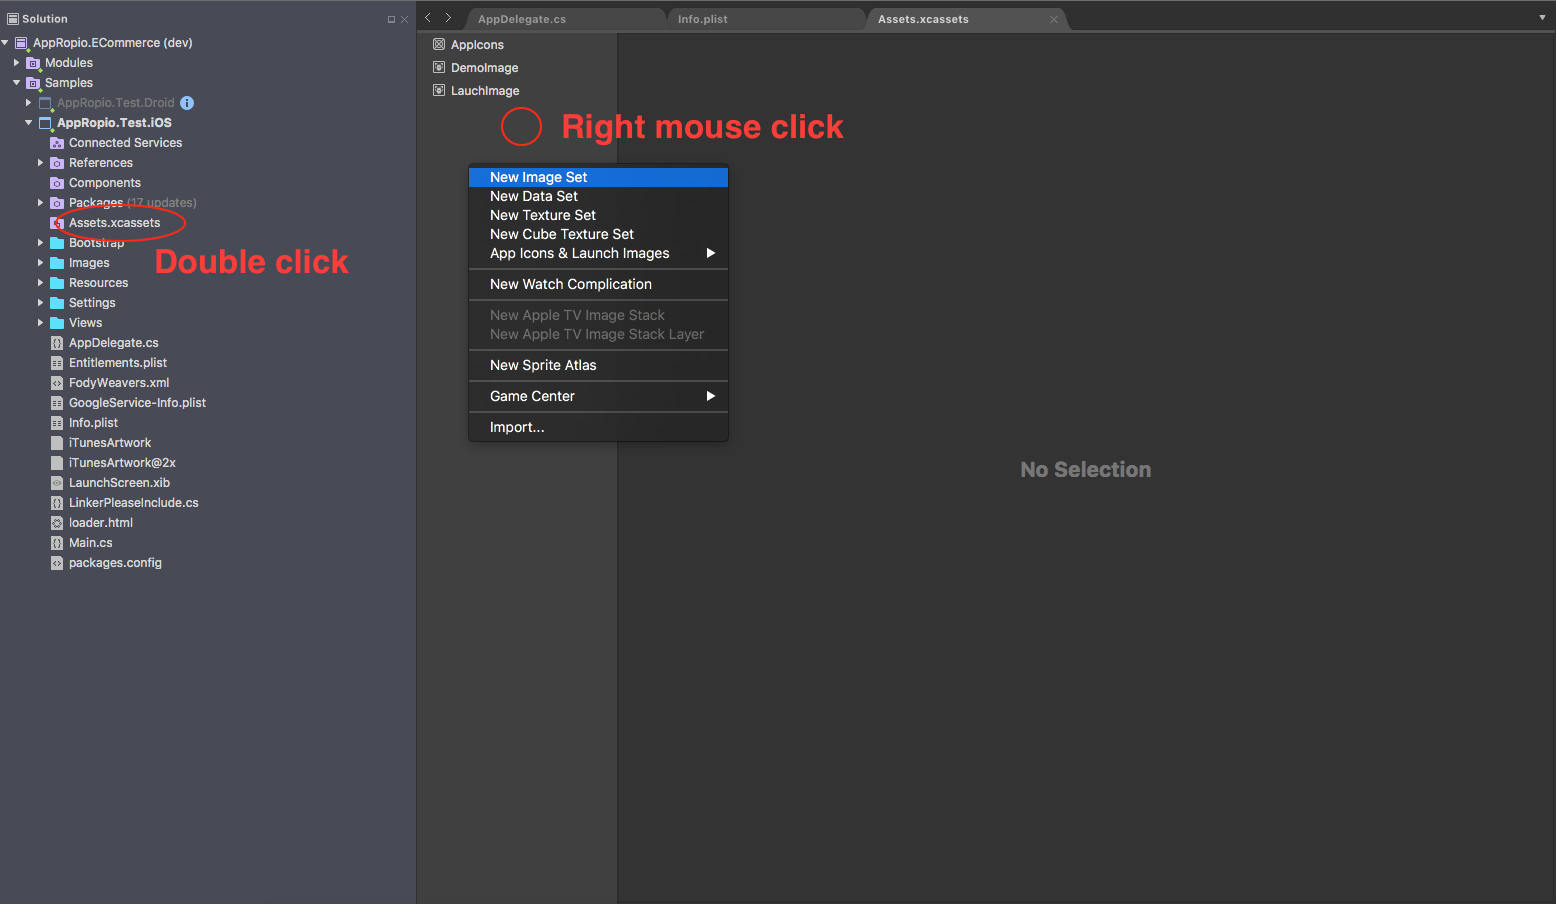 Solution
AppRopio.ECommerce (dev)
Modules
Samples
AppRopio.Test.Droid
AppRopio.Test.iOS
Connected Services
References
Components
Packages (17 updates)
Assets.xcassets
Bootstrap
Double click
Images
Resources
Settings
Views
AppDelegate.cs
Entitlements.plist
FodyWeavers.xml
GoogleService-Info.plist
Info.plist
iTunesArtwork
iTunesArtwork@2x
LaunchScreen.xib
LinkerPleaseInclude.cs
loader.html
Main.cs
packages.config
AppDelegate.cs
Info.plist
Assets.xcassets
AppIcons
DemoImage
LauchImage
Right mouse click
New Image Set
New Data Set
New Texture Set
New Cube Texture Set
App Icons & Launch Images
New Watch Complication
New Apple TV Image Stack
New Apple TV Image Stack Layer
New Sprite Atlas
Game Center
Import...
No Selection